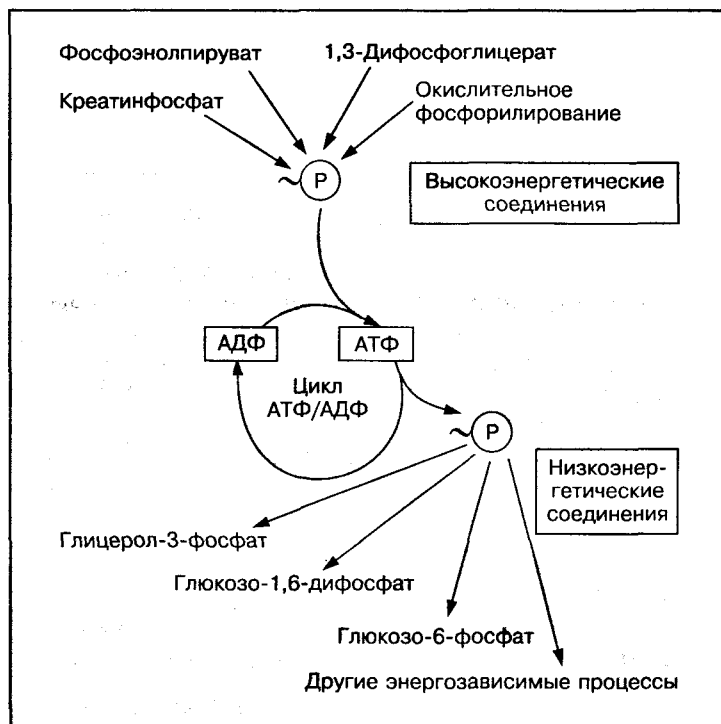 Фосфоэнолпируват
1,3-Дифосфоглицерат
Креатинфосфат
Окислительное
фосфорилирование
~ P
Высокоэнергетические
соединения
АДФ
АТФ
Цикл
АТФ/АДФ
~ P
Низкоэнер-
гетические
соединения
Глицерол-3-фосфат
Глюкозо-1,6-дифосфат
Глюкозо-6-фосфат
Другие энергозависимые процессы